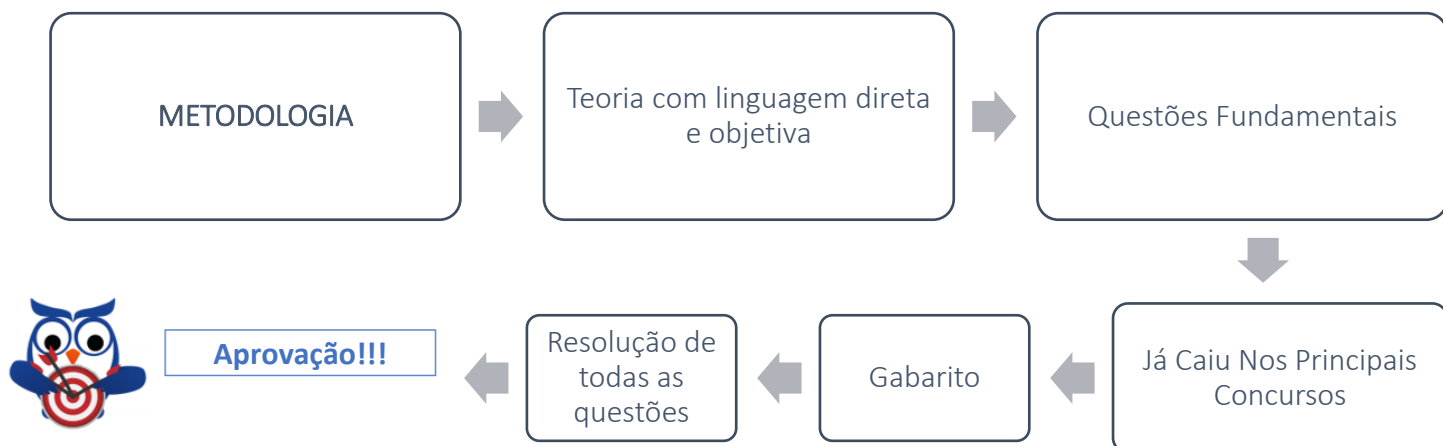 METODOLOGIA
Teoria com linguagem direta
e objetiva
Questões Fundamentais
Já Caiu Nos Principais
Concursos
Gabarito
Resolução de
todas as
questões
Aprovação!!!